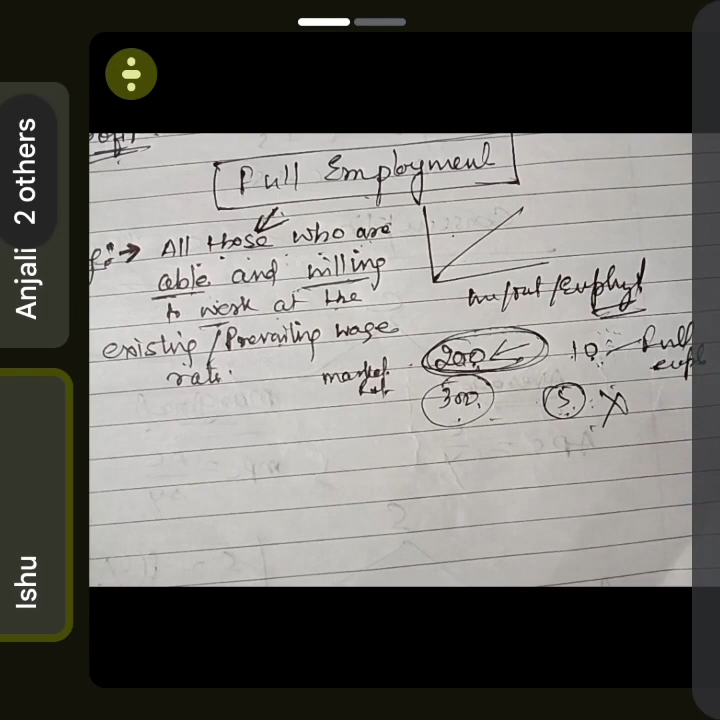 Full Employment
All those who are
able and willing
to work at the
existing / Prevailing wage
rate.
output / Employt
market
200 < 10 Full
empl
300 5 X
Anjali 2 others
Ishu